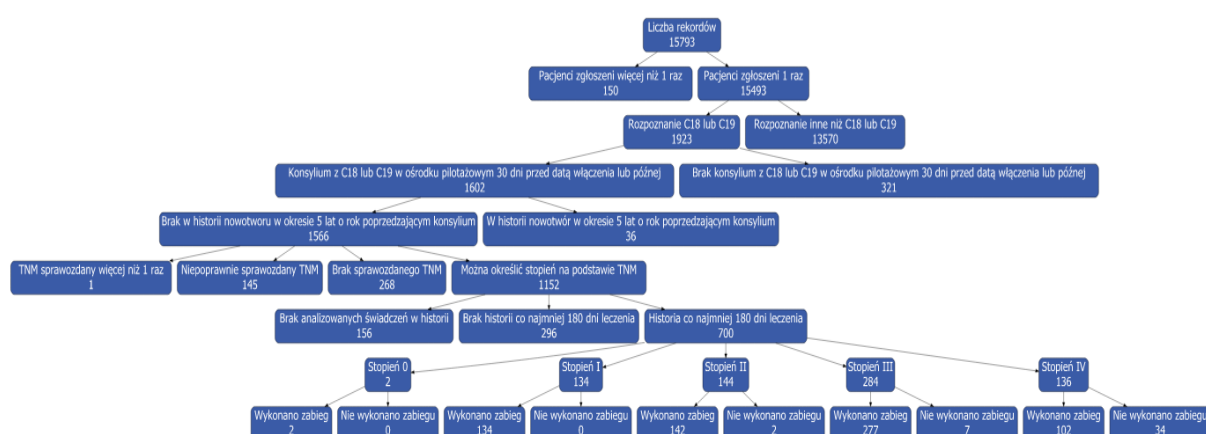 Liczba rekordów
15793
Pacjenci zgłoszeni więcej niż 1 raz
150
Pacjenci zgłoszeni 1 raz
15493
Rozpoznanie C18 lub C19
1923
Rozpoznanie inne niż C18 lub C19
13570
Konsylium z C18 lub C19 w ośrodku pilotażowym 30 dni przed datą włączenia lub późnej
1602
Brak konsylium z C18 lub C19 w ośrodku pilotażowym 30 dni przed datą włączenia lub późnej
321
Brak w historii nowotworu w okresie 5 lat o rok poprzedzającym konsylium
1566
W historii nowotwór w okresie 5 lat o rok poprzedzającym konsylium
36
TNM sprawozdany więcej niż 1 raz
1
Niepoprawnie sprawozdany TNM
145
Brak sprawozdanego TNM
268
Można określić stopień na podstawie TNM
1152
Brak analizowanych świadczeń w historii
156
Brak historii co najmniej 180 dni leczenia
296
Historia co najmniej 180 dni leczenia
700
Stopień 0
2
Stopień I
134
Stopień II
144
Stopień III
284
Stopień IV
136
Wykonano zabieg
2
Nie wykonano zabiegu
0
Wykonano zabieg
134
Nie wykonano zabiegu
0
Wykonano zabieg
142
Nie wykonano zabiegu
2
Wykonano zabieg
277
Nie wykonano zabiegu
7
Wykonano zabieg
102
Nie wykonano zabiegu
34